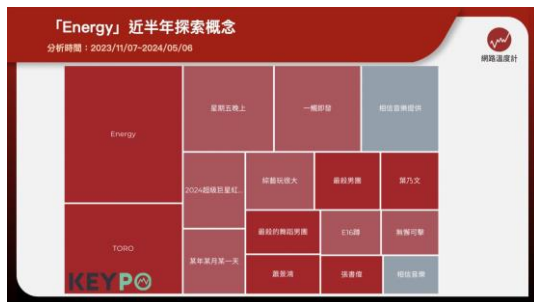 「Energy」近半年探索概念
分析時間：2023/11/07-2024/05/06
網路溫度計
Energy
星期五晚上
一觸即發
相信音樂提供
2024超級巨星紅...
綜藝玩很大
最殺男團
葉乃文
TORO
最殺的舞蹈男團
E16蹲
無懈可擊
某年某月某一天
蕭景鴻
張書偉
相信音樂
KEYPO